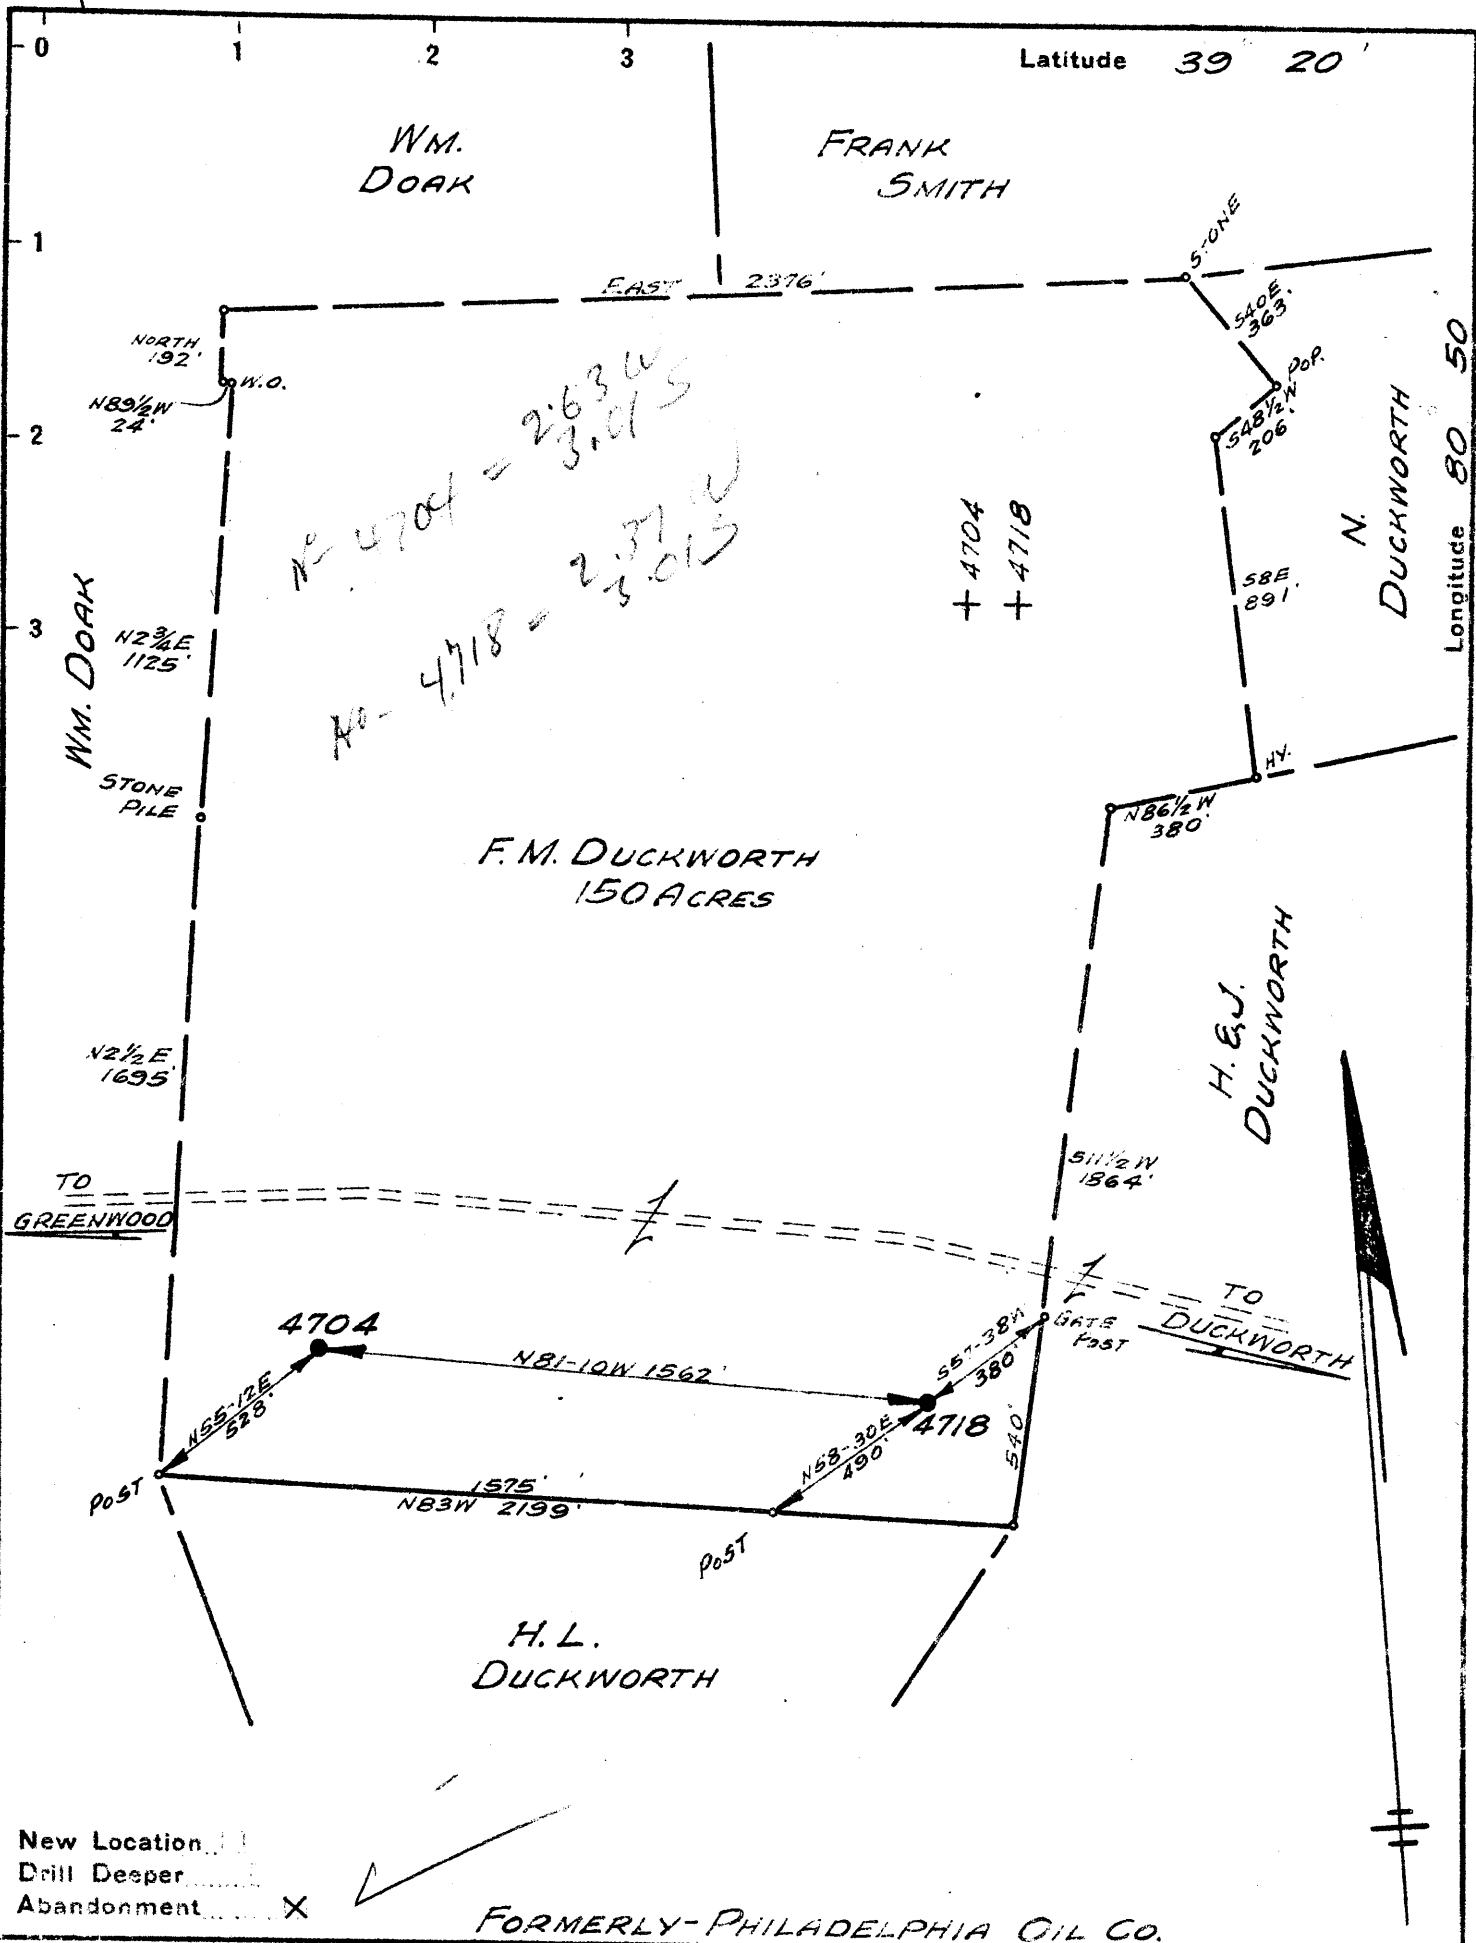 0
1
2
3
Latitude 39° 20'
WM.
DOAK
FRANK
SMITH
1
STONE
EAST 2376'
S40E
363'
NORTH
192'
W.O.
N89½W
24'
POP.
S48½W
206'
2
Nº 4704 = 2.63 W
3.01 S
No- 4718 = 2.37 W
3.01 S
+ 4704
+ 4718
N.
DUCKWORTH
Longitude 80 50
S8E
891'
3
WM. DOAK
N2¾E
1125'
STONE
PILE
HY.
N86½W
380'
F.M. DUCKWORTH
150 ACRES
H. & J.
DUCKWORTH
N2½E
1695'
S11½W
1864'
TO
GREENWOOD
TO
DUCKWORTH
GATE
POST
4704
N81-10W 1562'
S57-38W
380'
N55-12E
528'
4718
N58-30E
490'
540'
POST
1575'
N83W 2199'
POST
H. L.
DUCKWORTH
New Location
Drill Deeper
Abandonment X
FORMERLY-PHILADELPHIA OIL CO.